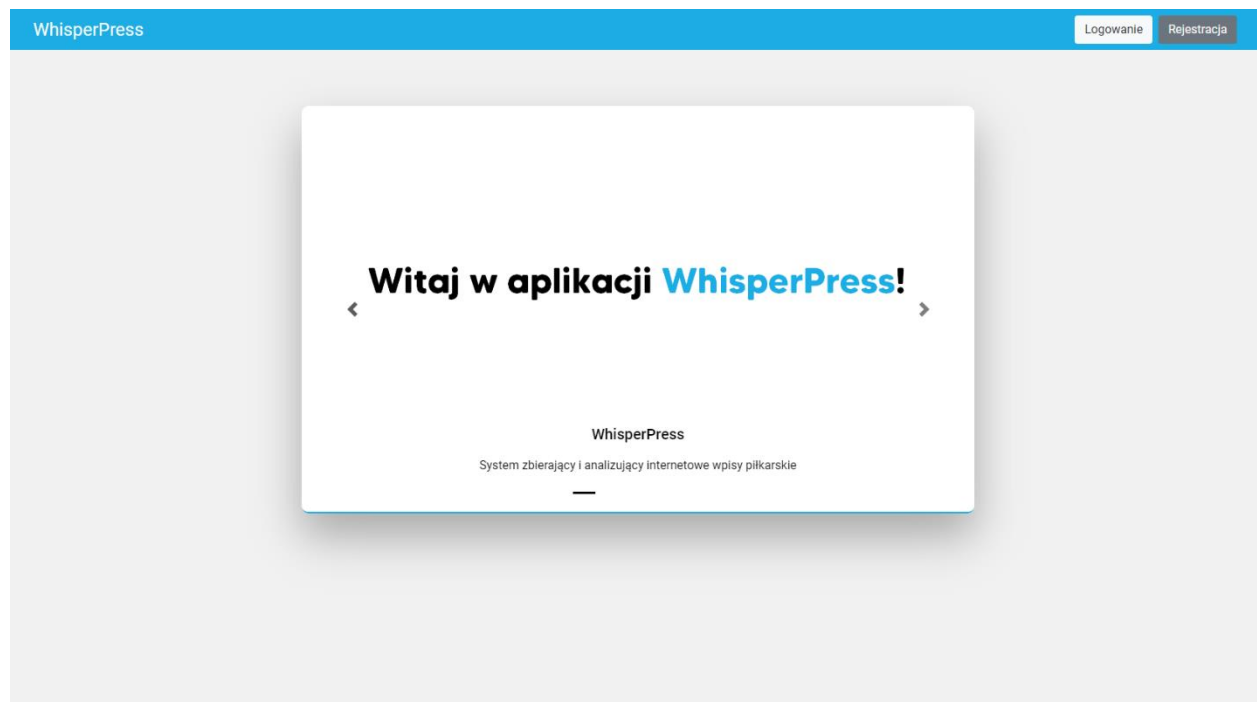 WhisperPress
Logowanie
Rejestracja
Witaj w aplikacji WhisperPress!
WhisperPress
System zbierający i analizujący internetowe wpisy piłkarskie